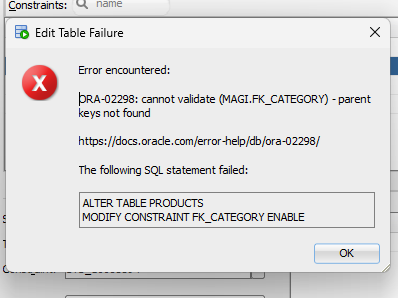 Constraints:
name
Edit Table Failure
Error encountered:
ORA-02298: cannot validate (MAGI.FK_CATEGORY) - parent
keys not found
https://docs.oracle.com/error-help/db/ora-02298/
The following SQL statement failed:
ALTER TABLE PRODUCTS
MODIFY CONSTRAINT FK_CATEGORY ENABLE
OK